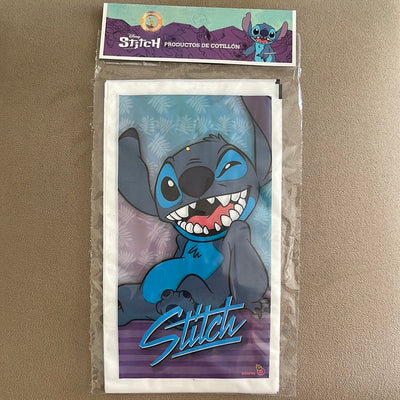 Disney
STITCH PRODUCTOS DE COTILLÓN
Stitch